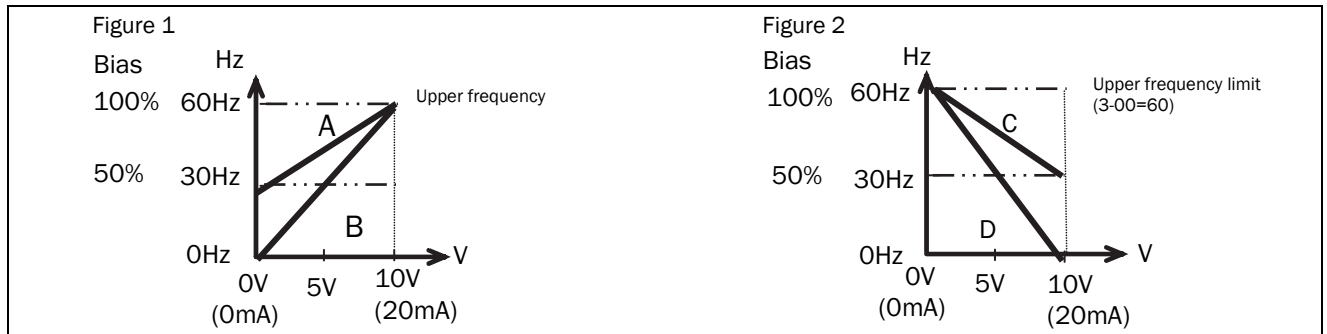 Figure 1
Bias
Hz
100%
60Hz
Upper frequency
A
50%
30Hz
B
0Hz
V
0V
5V
10V
(0mA)
(20mA)
Figure 2
Bias
Hz
100%
60Hz
Upper frequency limit
(3-00=60)
C
50%
30Hz
D
0Hz
V
0V
5V
10V
(0mA)
(20mA)